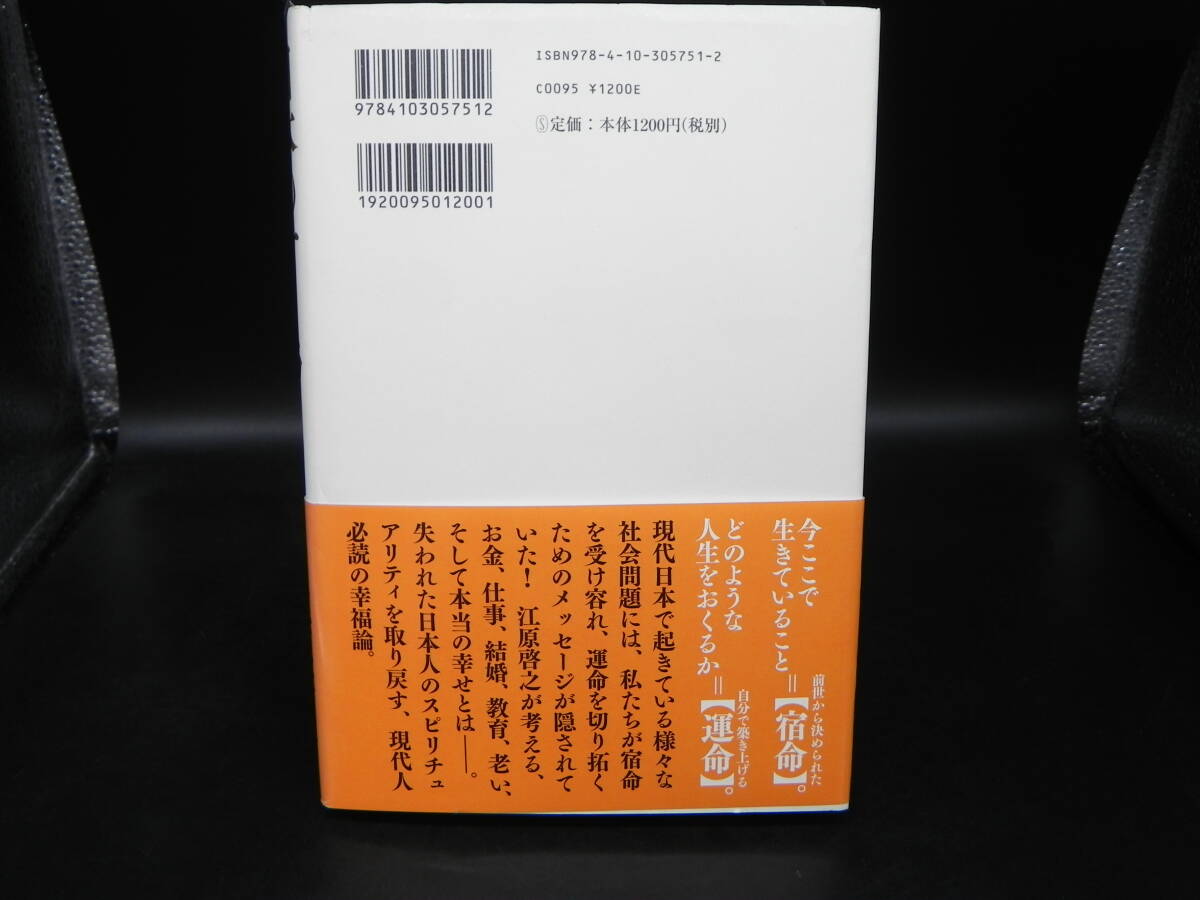 ISBN978-4-10-305751-2
C0095 ¥1200E
Ⓢ定価：本体1200円(税別)
9784103057512
1920095012001
今ここで
生きていること＝【宿命】。
前世から決められた
どのような
人生をおくるか＝【運命】。
自分で築き上げる
現代日本で起きている様々な
社会問題には、私たちが宿命
を受け容れ、運命を切り拓く
ためのメッセージが隠されて
いた！　江原啓之が考える、
お金、仕事、結婚、教育、老い、
そして本当の幸せとは――。
失われた日本人のスピリチュ
アリティを取り戻す、現代人
必読の幸福論。